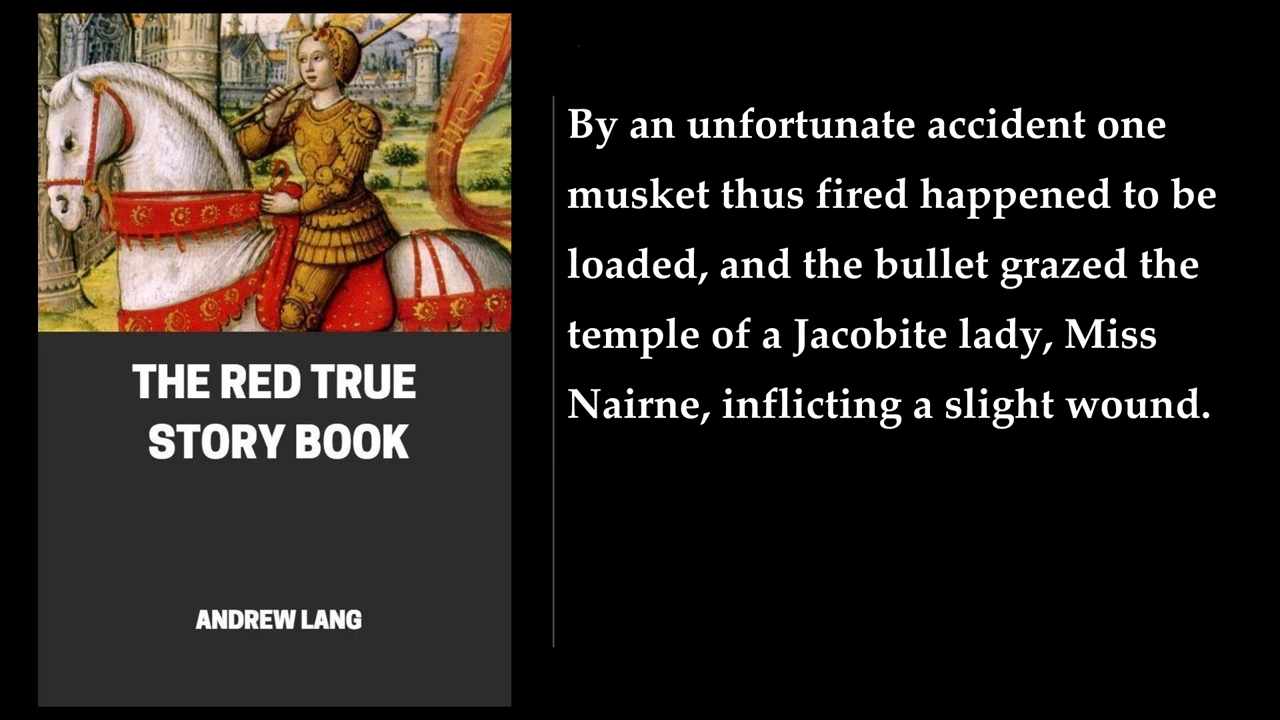 THE RED TRUE
STORY BOOK
ANDREW LANG
By an unfortunate accident one
musket thus fired happened to be
loaded, and the bullet grazed the
temple of a Jacobite lady, Miss
Nairne, inflicting a slight wound.